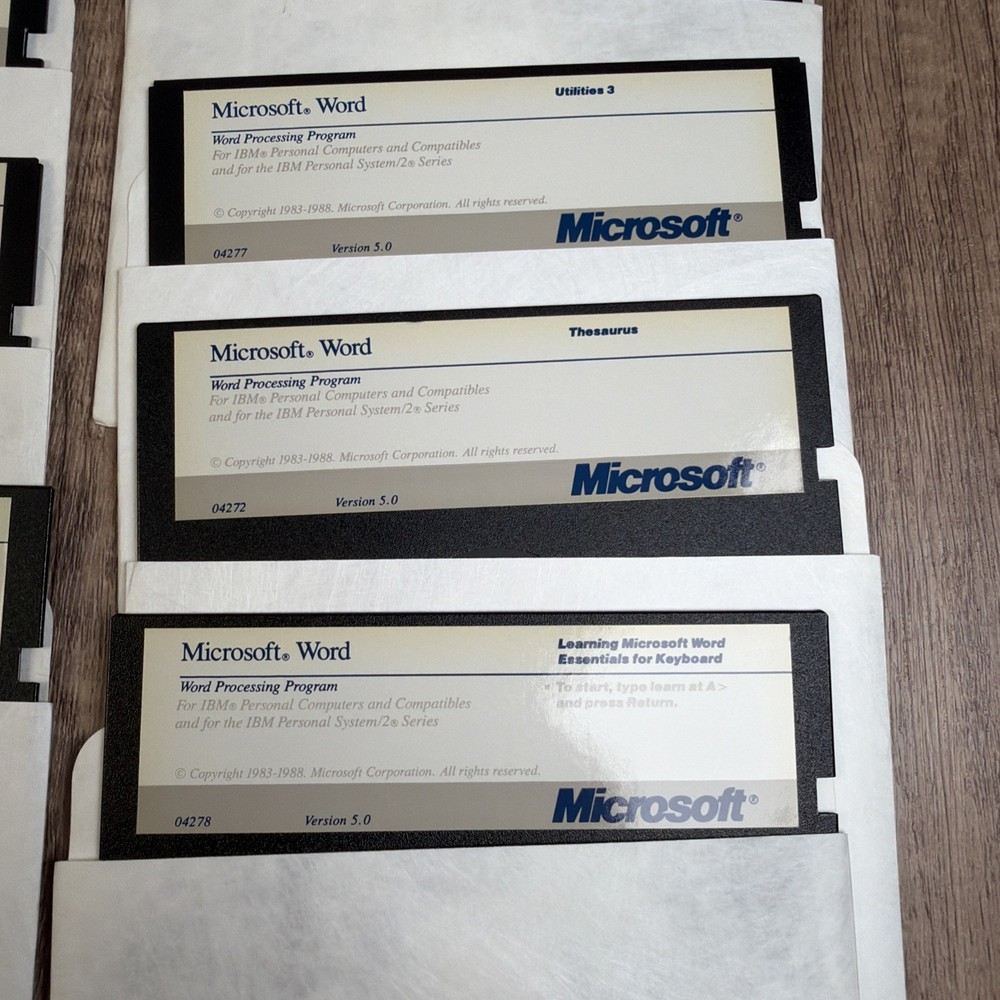 Microsoft® Word
Utilities 3
Word Processing Program
For IBM® Personal Computers and Compatibles
and for the IBM Personal System/2® Series
© Copyright 1983-1988. Microsoft Corporation. All rights reserved.
Microsoft®
04277 Version 5.0
Microsoft® Word
Thesaurus
Word Processing Program
For IBM® Personal Computers and Compatibles
and for the IBM Personal System/2® Series
© Copyright 1983-1988. Microsoft Corporation. All rights reserved.
Microsoft®
04272 Version 5.0
Microsoft® Word
Learning Microsoft Word
Essentials for Keyboard
Word Processing Program
For IBM® Personal Computers and Compatibles
and for the IBM Personal System/2® Series
To start, type learn at A>
and press Return.
© Copyright 1983-1988. Microsoft Corporation. All rights reserved.
Microsoft®
04278 Version 5.0